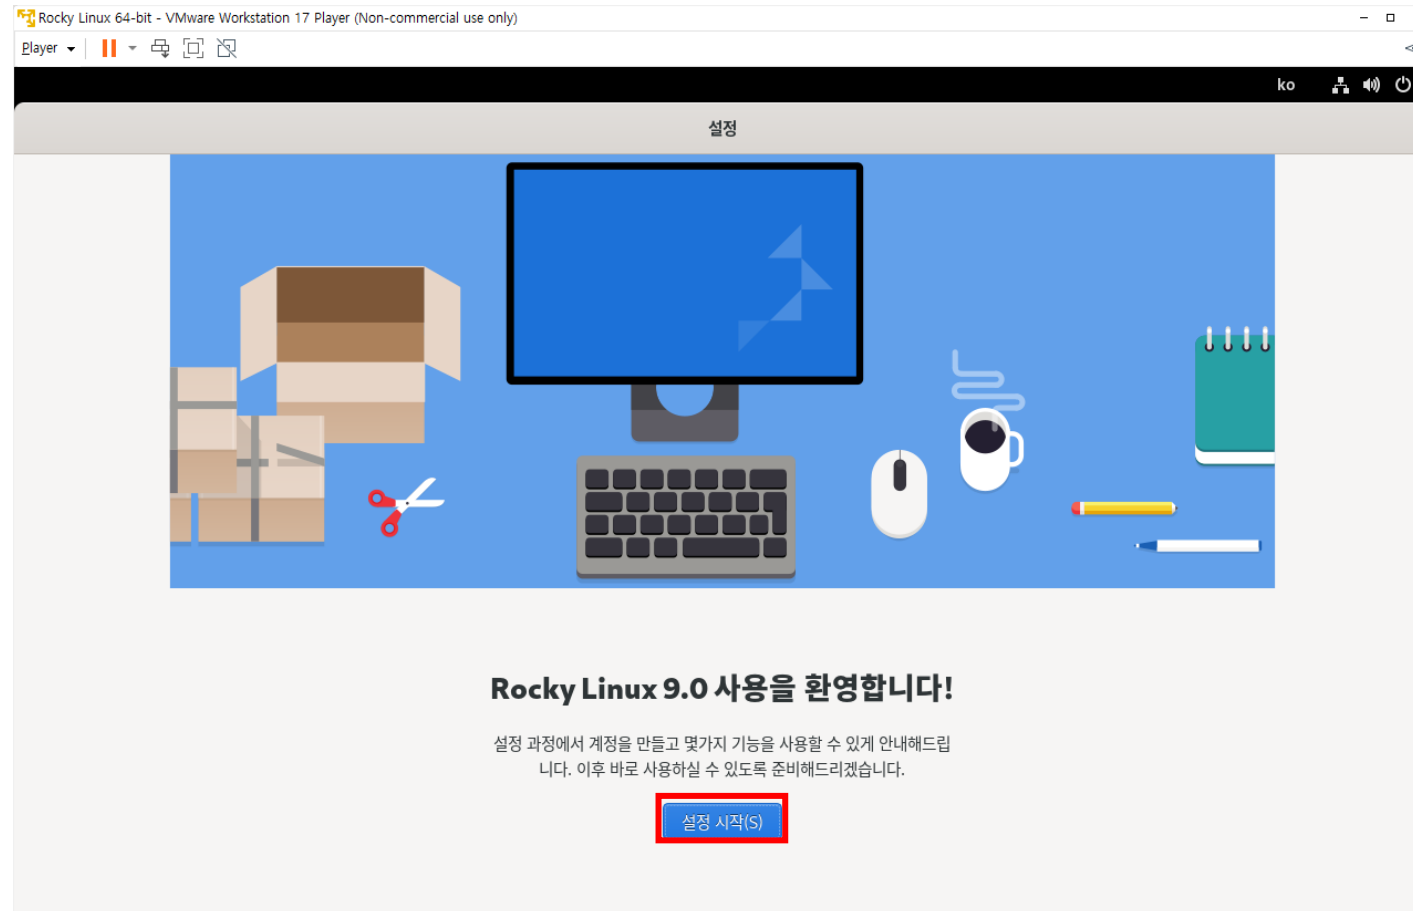 Rocky Linux 64-bit - VMware Workstation 17 Player (Non-commercial use only)
Player
ko
설정
Rocky Linux 9.0 사용을 환영합니다!
설정 과정에서 계정을 만들고 몇가지 기능을 사용할 수 있게 안내해드립
니다. 이후 바로 사용하실 수 있도록 준비해드리겠습니다.
설정 시작(S)